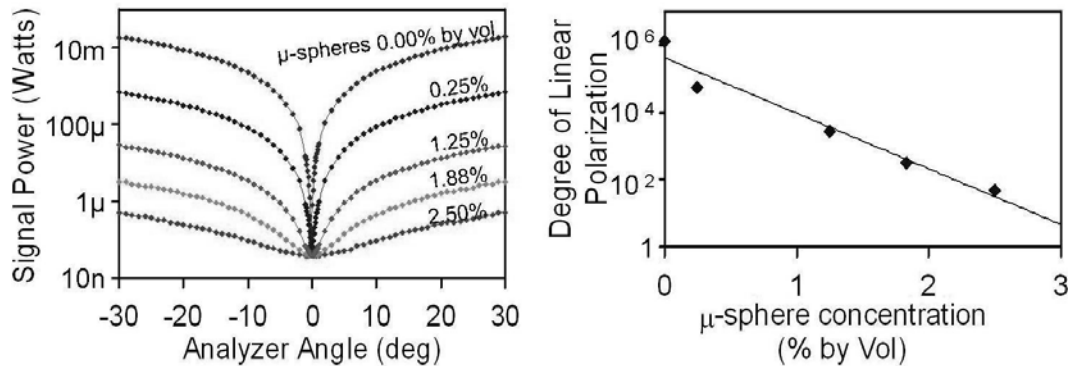 Signal Power (Watts)
10m
100µ
1µ
10n
µ-spheres 0.00% by vol
0.25%
1.25%
1.88%
2.50%
-30 -20 -10 0 10 20 30
Analyzer Angle (deg)
Degree of Linear
Polarization
10 6
10 4
10 2
1
0 1 2 3
µ-sphere concentration
(% by Vol)